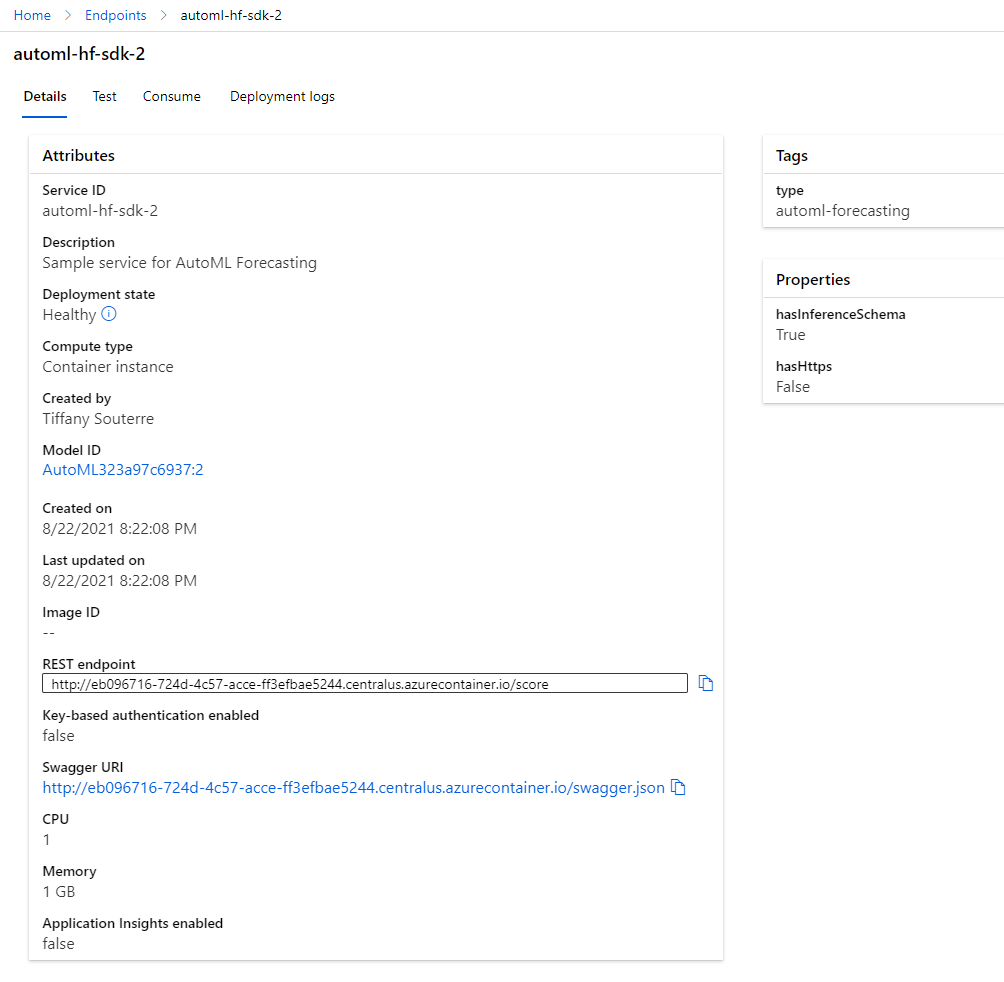 Home > Endpoints > automl-hf-sdk-2
automl-hf-sdk-2
Details Test Consume Deployment logs
Attributes
Service ID
automl-hf-sdk-2
Description
Sample service for AutoML Forecasting
Deployment state
Healthy
Compute type
Container instance
Created by
Tiffany Souterre
Model ID
AutoML323a97c6937:2
Created on
8/22/2021 8:22:08 PM
Last updated on
8/22/2021 8:22:08 PM
Image ID
--
REST endpoint
http://eb096716-724d-4c57-acce-ff3efbae5244.centralus.azurecontainer.io/score
Key-based authentication enabled
false
Swagger URI
http://eb096716-724d-4c57-acce-ff3efbae5244.centralus.azurecontainer.io/swagger.json
CPU
1
Memory
1 GB
Application Insights enabled
false
Tags
type
automl-forecasting
Properties
hasInferenceSchema
True
hasHttps
False